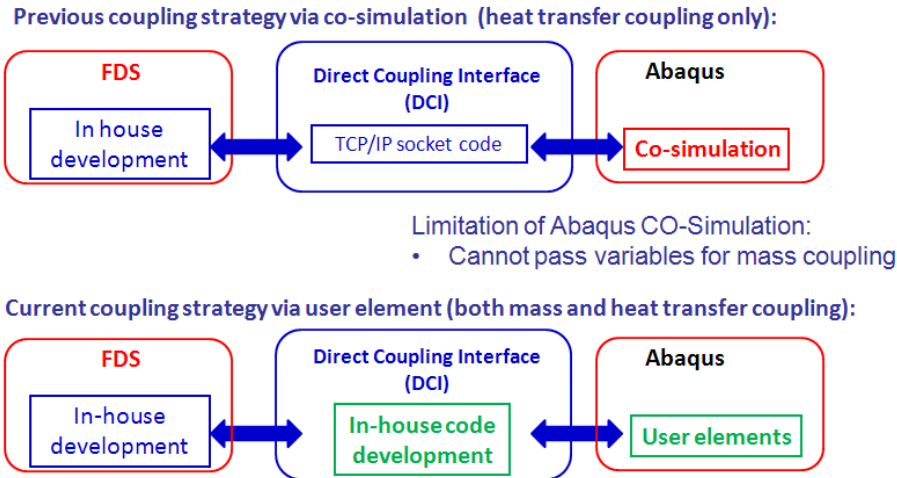 Previous coupling strategy via co-simulation (heat transfer coupling only):
FDS
In house
development
Direct Coupling Interface
(DCI)
TCP/IP socket code
Abaqus
Co-simulation
Limitation of Abaqus CO-Simulation:
• Cannot pass variables for mass coupling
Current coupling strategy via user element (both mass and heat transfer coupling):
FDS
In-house
development
Direct Coupling Interface
(DCI)
In-house code
development
Abaqus
User elements